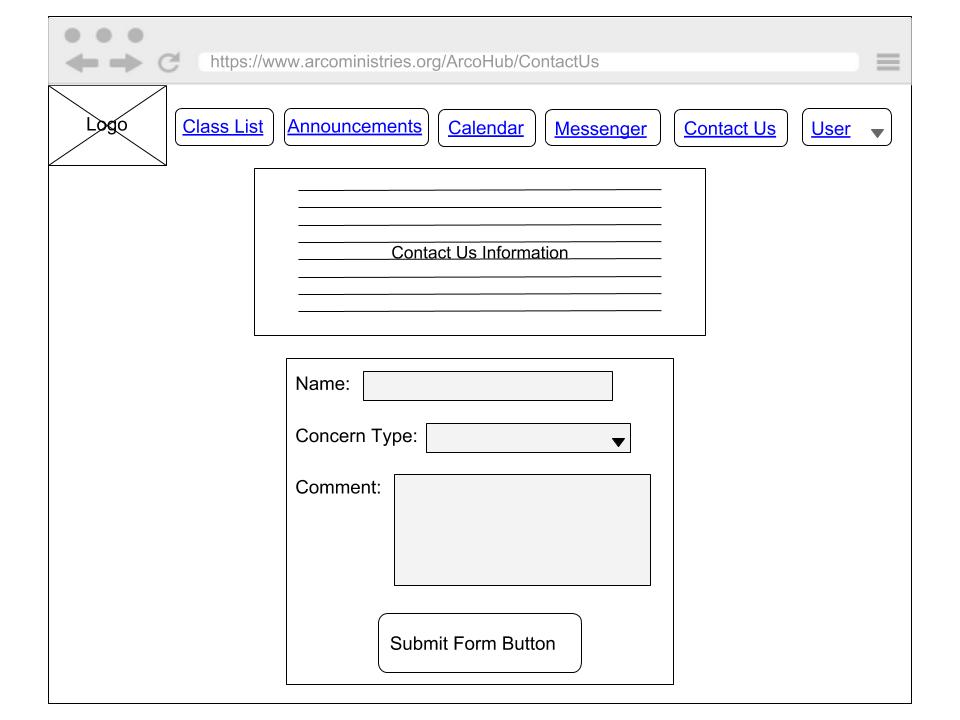 https://www.arcoministries.org/ArcoHub/ContactUs
Logo
Class List
Announcements
Calendar
Messenger
Contact Us
User
Contact Us Information
Name:
Concern Type:
Comment:
Submit Form Button